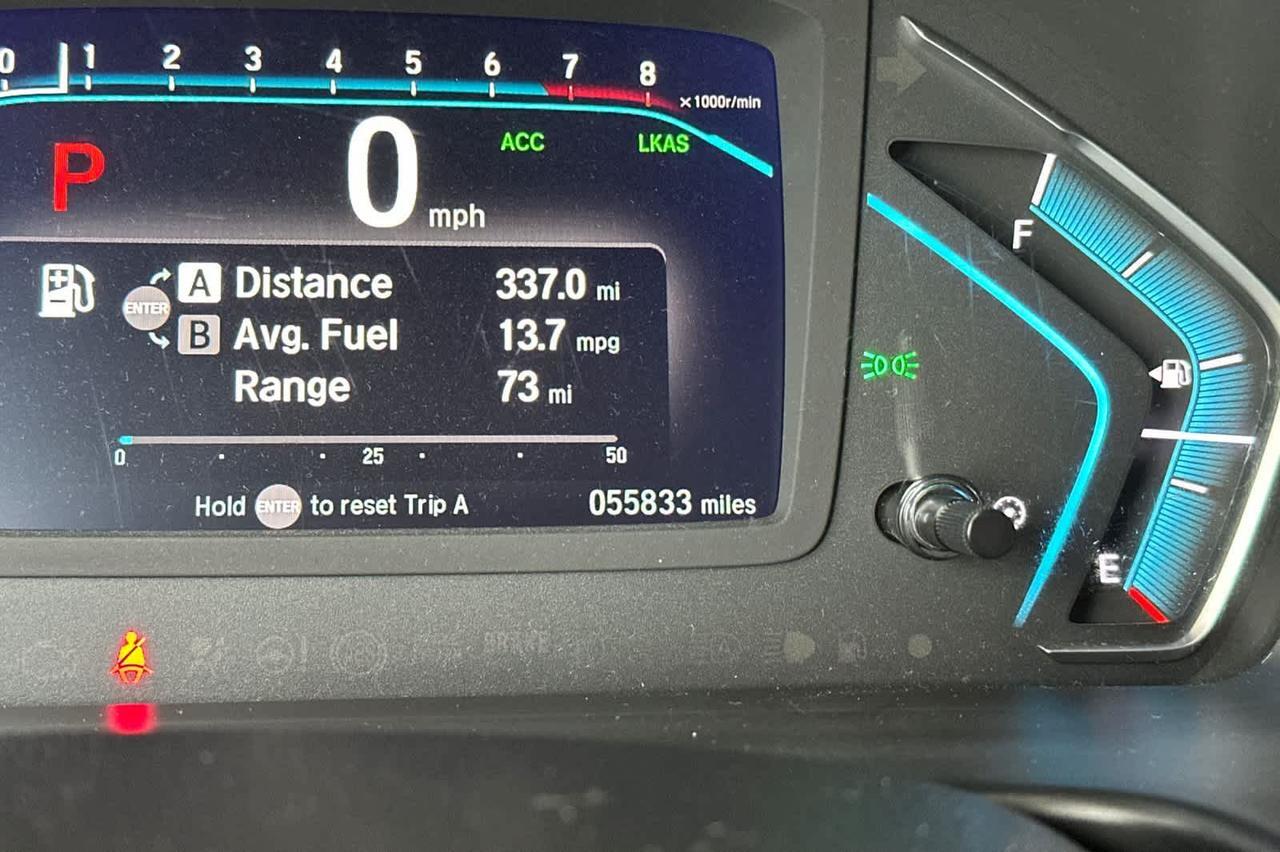 0 1 2 3 4 5 6 7 8
x1000r/min
ACC LKAS
P 0 mph
F
A Distance 337.0 mi
ENTER
B Avg. Fuel 13.7 mpg
Range 73 mi
0 25 50
Hold ENTER to reset Trip A 055833 miles
E